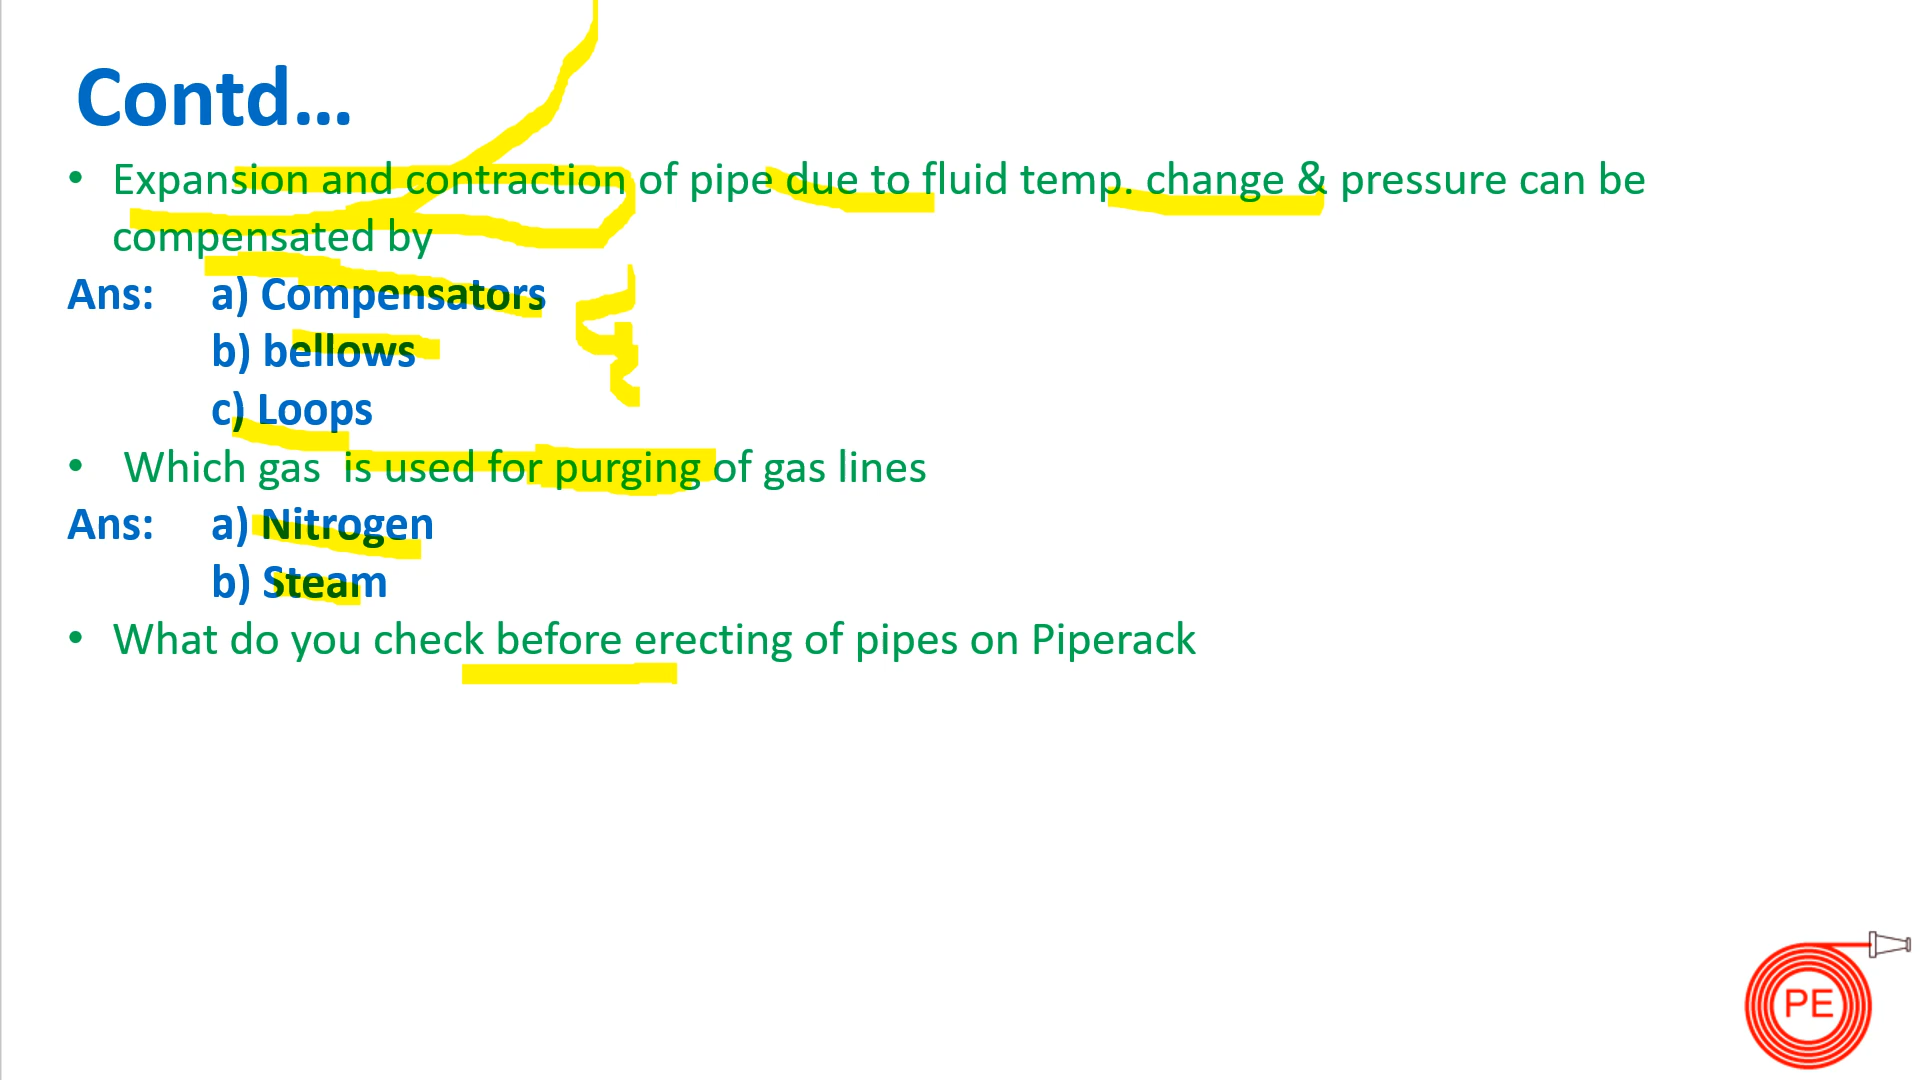 Contd...
• Expansion and contraction of pipe due to fluid temp. change & pressure can be
compensated by
Ans: a) Compensators
b) bellows
c) Loops
• Which gas is used for purging of gas lines
Ans: a) Nitrogen
b) Steam
• What do you check before erecting of pipes on Piperack
PE